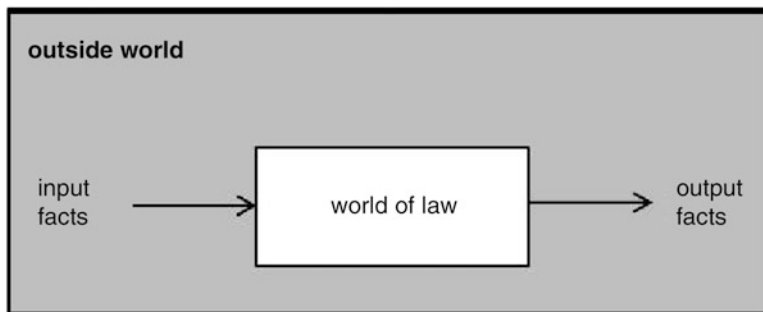 outside world
input
facts
world of law
output
facts